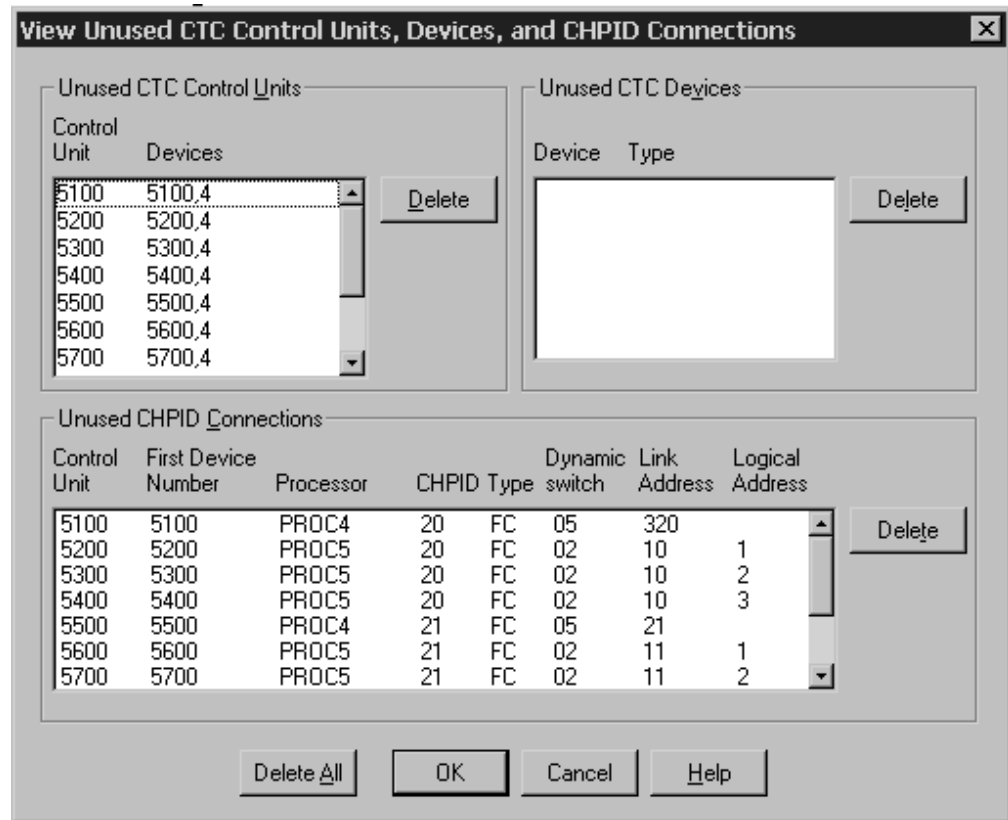 View Unused CTC Control Units, Devices, and CHPID Connections
Unused CTC Control Units
Control
Unit Devices
5100 5100,4
5200 5200,4
5300 5300,4
5400 5400,4
5500 5500,4
5600 5600,4
5700 5700,4
Delete
Unused CTC Devices
Device Type
Delete
Unused CHPID Connections
Control First Device Dynamic Link Logical
Unit Number Processor CHPID Type switch Address Address
5100 5100 PROC4 20 FC 05 320
5200 5200 PROC5 20 FC 02 10 1
5300 5300 PROC5 20 FC 02 10 2
5400 5400 PROC5 20 FC 02 10 3
5500 5500 PROC4 21 FC 05 21
5600 5600 PROC5 21 FC 02 11 1
5700 5700 PROC5 21 FC 02 11 2
Delete
Delete All OK Cancel Help